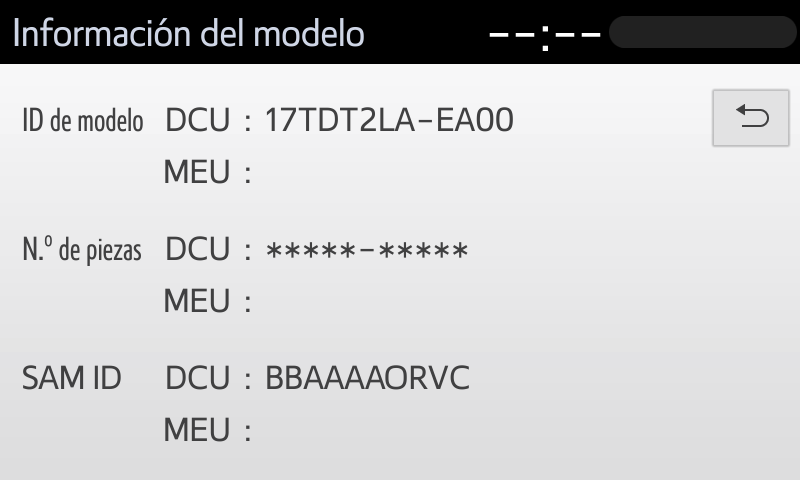 Información del modelo --:--
ID de modelo DCU : 17TDT2LA-EA00
MEU :
N.º de piezas DCU : *****-*****
MEU :
SAM ID DCU : BBAAAAORVC
MEU :